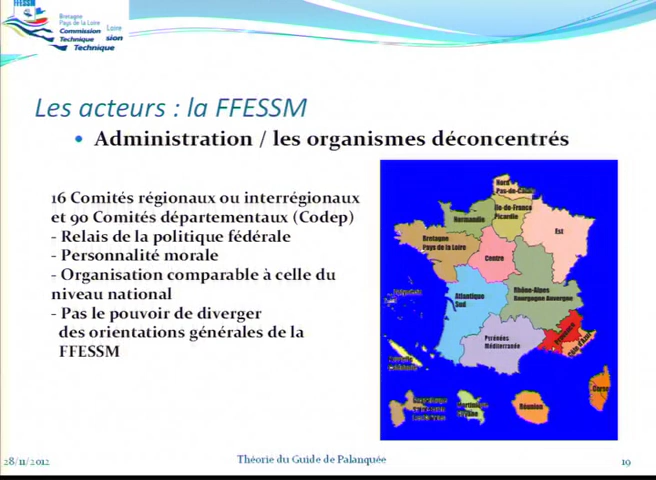 FFESSM
Bretagne
Pays de la Loire
Commission
Technique
Loire
sion
Technique
Les acteurs : la FFESSM
• Administration / les organismes déconcentrés
16 Comités régionaux ou interrégionaux
et 90 Comités départementaux (Codep)
- Relais de la politique fédérale
- Personnalité morale
- Organisation comparable à celle du
niveau national
- Pas le pouvoir de diverger
des orientations générales de la
FFESSM
Nord
Pas-de-Calais
Ile-de-France
Picardie
Normandie
Est
Bretagne
Pays de la Loire
Centre
Rhône-Alpes
Bourgogne Auvergne
Atlantique
Sud
Pyrénées
Méditerranée
Provence
Côte d'Azur
Corse
Réunion
28/11/2012
Théorie du Guide de Palanquée
19